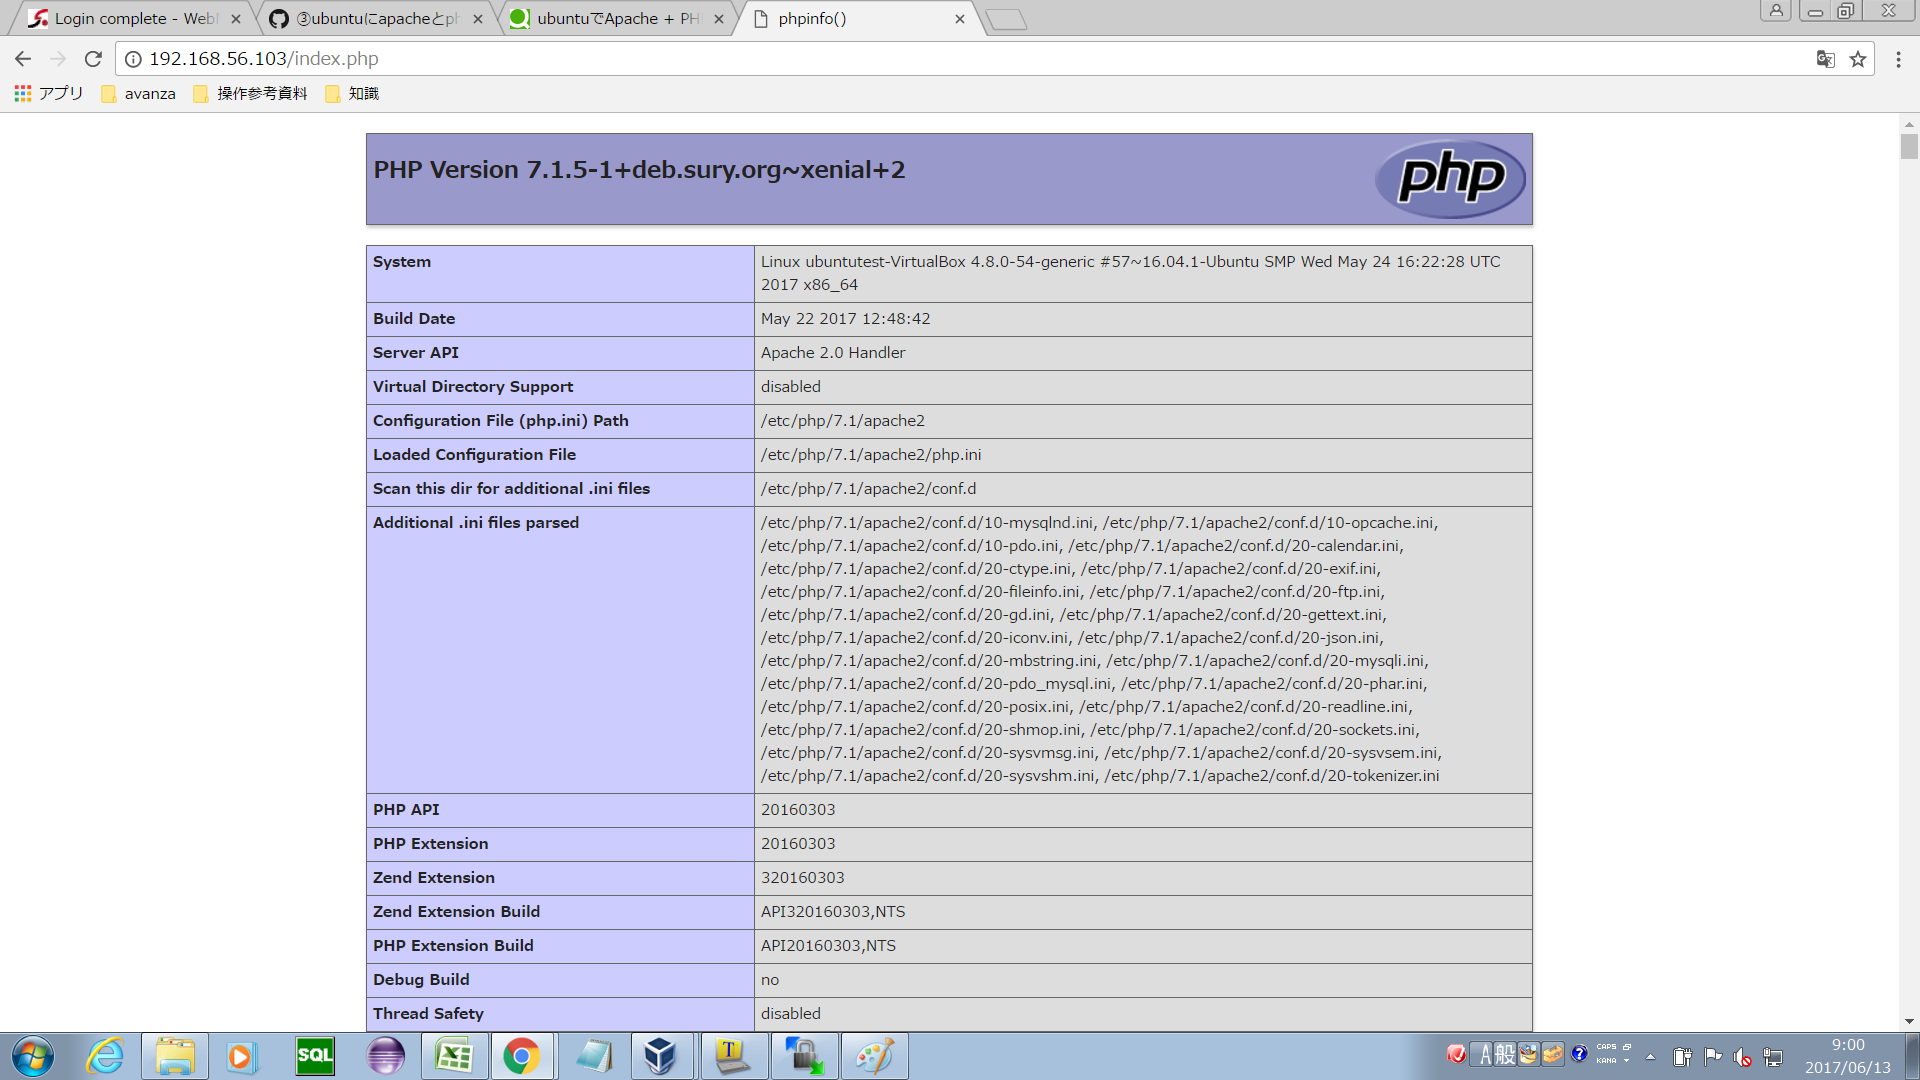 Login complete - Web
③ubuntuにapacheとph
ubuntuでApache + PH
phpinfo()
192.168.56.103/index.php
アプリ avanza 操作参考資料 知識
PHP Version 7.1.5-1+deb.sury.org~xenial+2
php
System Linux ubuntutest-VirtualBox 4.8.0-54-generic #57~16.04.1-Ubuntu SMP Wed May 24 16:22:28 UTC
2017 x86_64
Build Date May 22 2017 12:48:42
Server API Apache 2.0 Handler
Virtual Directory Support disabled
Configuration File (php.ini) Path /etc/php/7.1/apache2
Loaded Configuration File /etc/php/7.1/apache2/php.ini
Scan this dir for additional .ini files /etc/php/7.1/apache2/conf.d
Additional .ini files parsed /etc/php/7.1/apache2/conf.d/10-mysqlnd.ini, /etc/php/7.1/apache2/conf.d/10-opcache.ini,
/etc/php/7.1/apache2/conf.d/10-pdo.ini, /etc/php/7.1/apache2/conf.d/20-calendar.ini,
/etc/php/7.1/apache2/conf.d/20-ctype.ini, /etc/php/7.1/apache2/conf.d/20-exif.ini,
/etc/php/7.1/apache2/conf.d/20-fileinfo.ini, /etc/php/7.1/apache2/conf.d/20-ftp.ini,
/etc/php/7.1/apache2/conf.d/20-gd.ini, /etc/php/7.1/apache2/conf.d/20-gettext.ini,
/etc/php/7.1/apache2/conf.d/20-iconv.ini, /etc/php/7.1/apache2/conf.d/20-json.ini,
/etc/php/7.1/apache2/conf.d/20-mbstring.ini, /etc/php/7.1/apache2/conf.d/20-mysqli.ini,
/etc/php/7.1/apache2/conf.d/20-pdo_mysql.ini, /etc/php/7.1/apache2/conf.d/20-phar.ini,
/etc/php/7.1/apache2/conf.d/20-posix.ini, /etc/php/7.1/apache2/conf.d/20-readline.ini,
/etc/php/7.1/apache2/conf.d/20-shmop.ini, /etc/php/7.1/apache2/conf.d/20-sockets.ini,
/etc/php/7.1/apache2/conf.d/20-sysvmsg.ini, /etc/php/7.1/apache2/conf.d/20-sysvsem.ini,
/etc/php/7.1/apache2/conf.d/20-sysvshm.ini, /etc/php/7.1/apache2/conf.d/20-tokenizer.ini
PHP API 20160303
PHP Extension 20160303
Zend Extension 320160303
Zend Extension Build API320160303,NTS
PHP Extension Build API20160303,NTS
Debug Build no
Thread Safety disabled
SQL
A 般
CAPS
KANA
9:00
2017/06/13